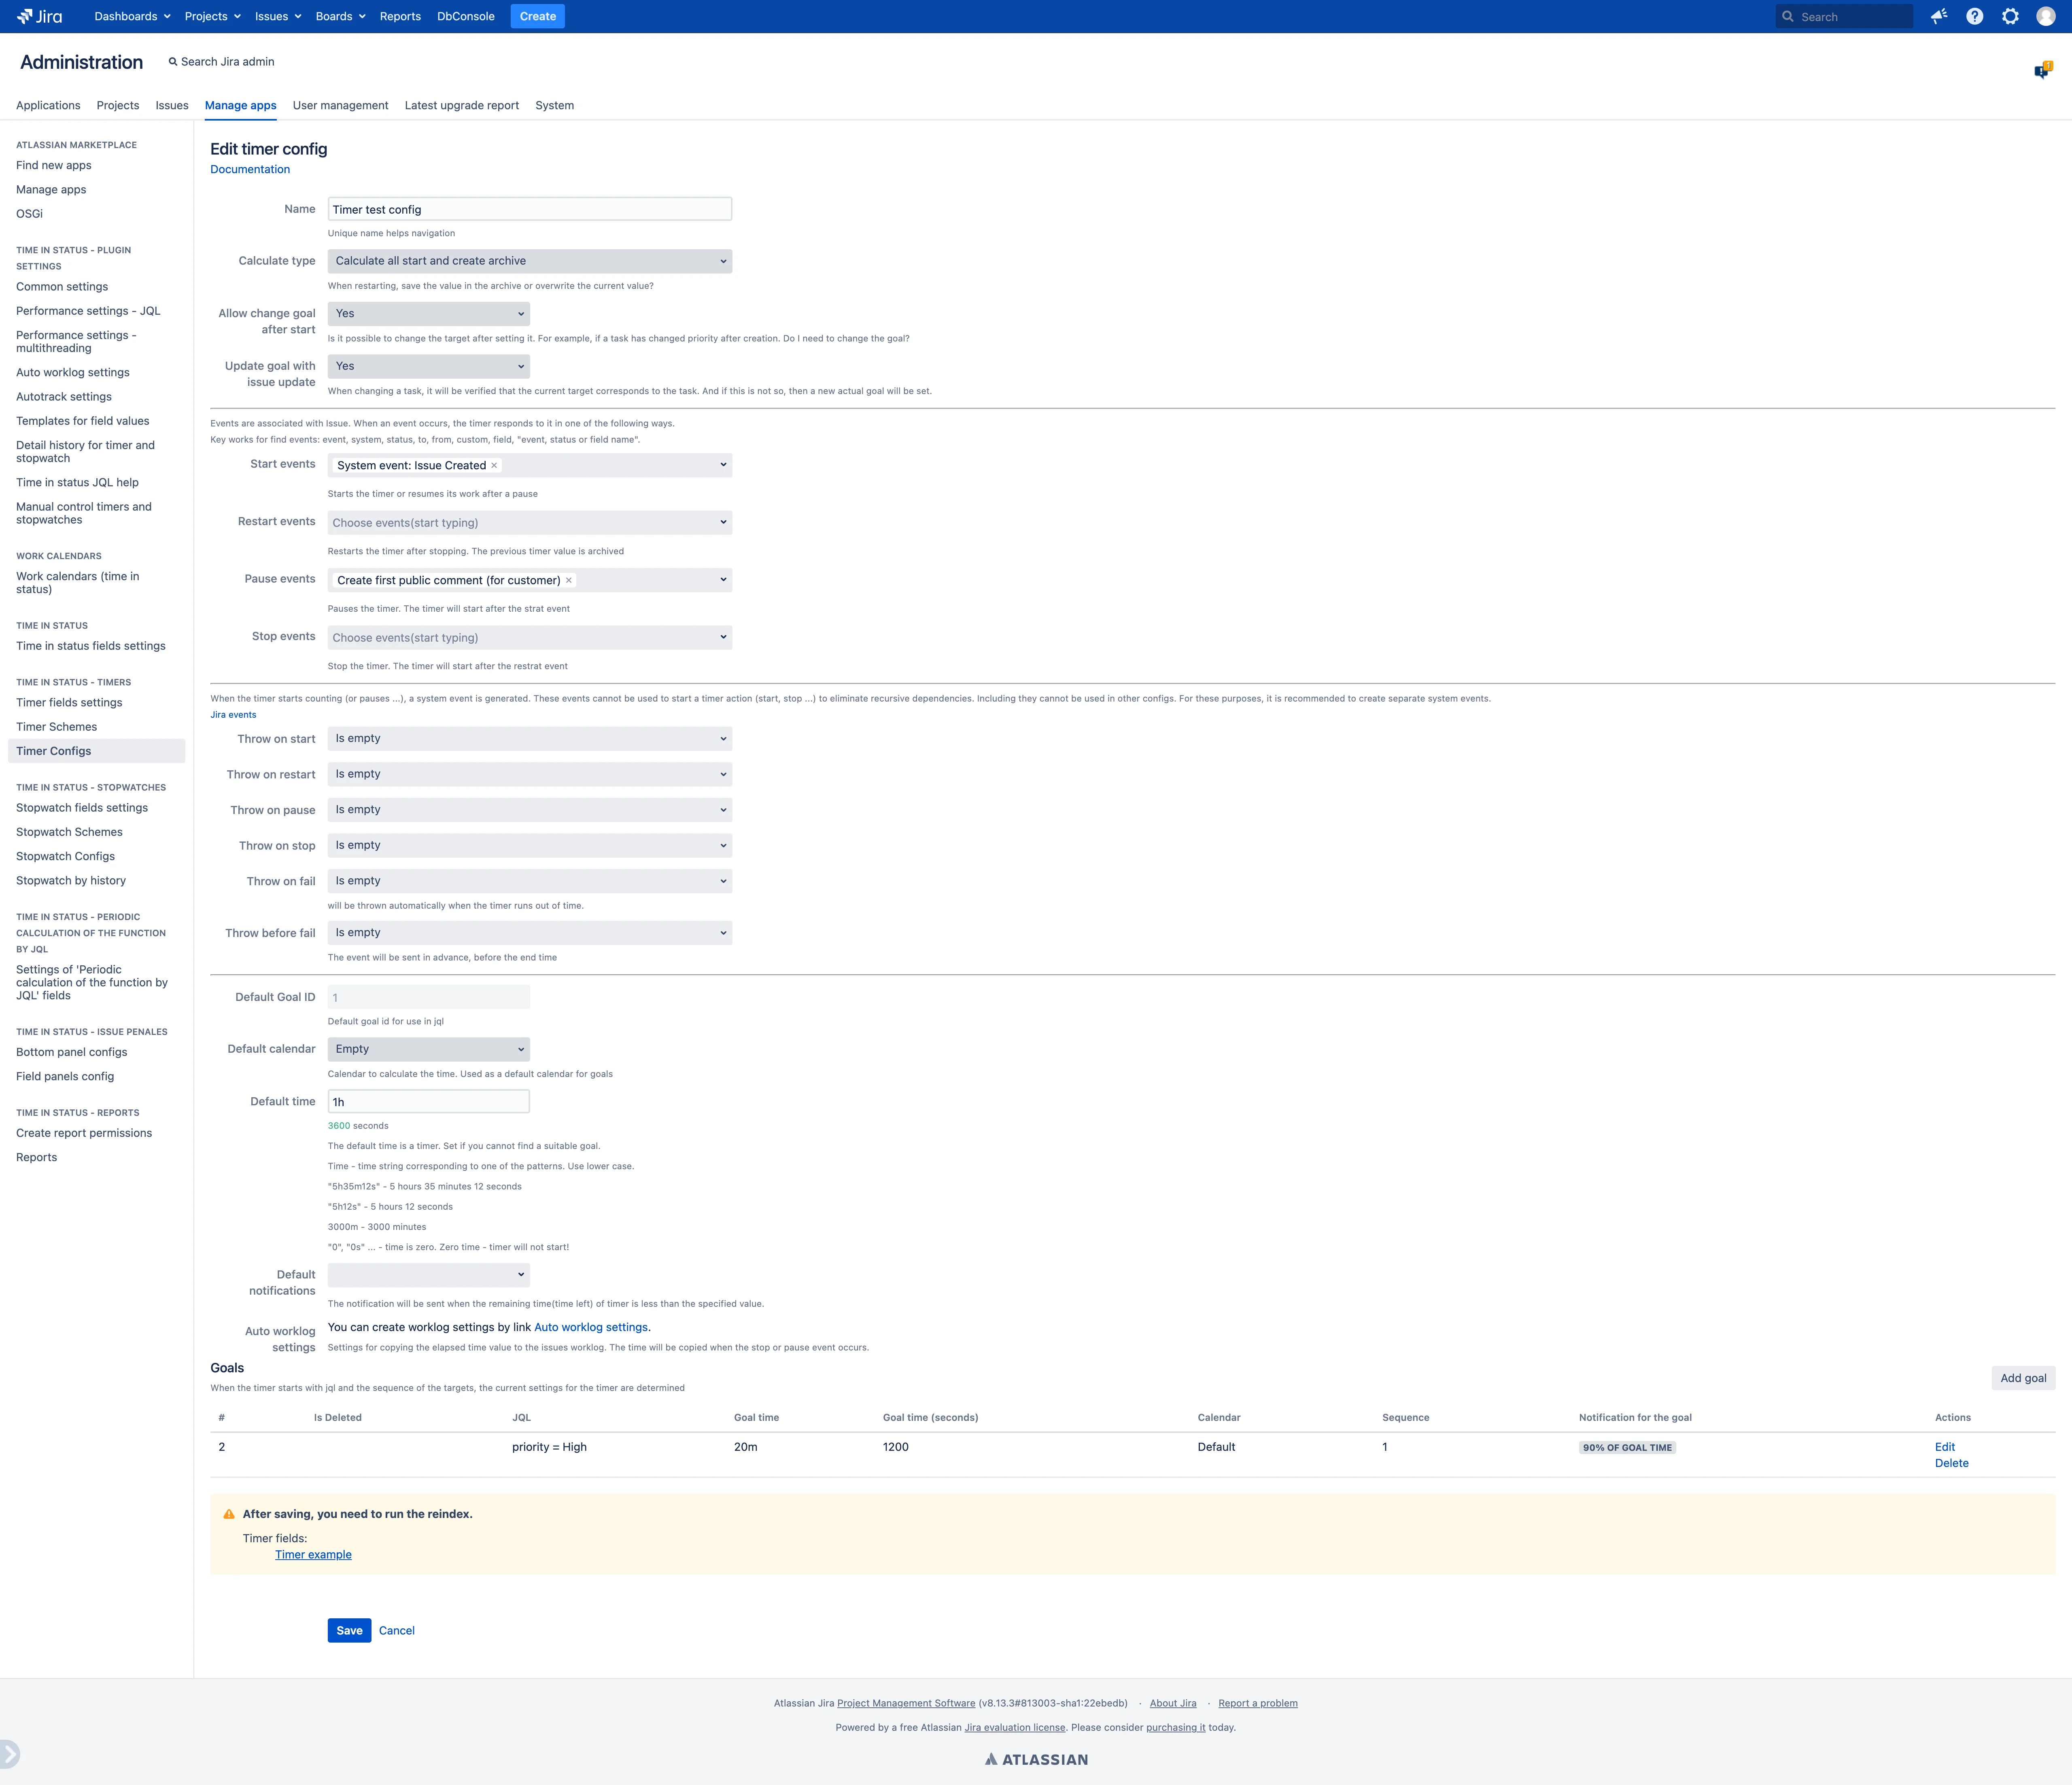 Jira Dashboards Projects Issues Boards Reports DbConsole Create Search
Administration Search Jira admin
Applications Projects Issues Manage apps User management Latest upgrade report System
ATLASSIAN MARKETPLACE
Find new apps
Manage apps
OSGi
TIME IN STATUS - PLUGIN
SETTINGS
Common settings
Performance settings - JQL
Performance settings -
multithreading
Auto worklog settings
Autotrack settings
Templates for field values
Detail history for timer and
stopwatch
Time in status JQL help
Manual control timers and
stopwatches
WORK CALENDARS
Work calendars (time in
status)
TIME IN STATUS
Time in status fields settings
TIME IN STATUS - TIMERS
Timer fields settings
Timer Schemes
Timer Configs
TIME IN STATUS - STOPWATCHES
Stopwatch fields settings
Stopwatch Schemes
Stopwatch Configs
Stopwatch by history
TIME IN STATUS - PERIODIC
CALCULATION OF THE FUNCTION
BY JQL
Settings of 'Periodic
calculation of the function by
JQL' fields
TIME IN STATUS - ISSUE PENALES
Bottom panel configs
Field panels config
TIME IN STATUS - REPORTS
Create report permissions
Reports
Edit timer config
Documentation
Name Timer test config
Unique name helps navigation
Calculate type Calculate all start and create archive
When restarting, save the value in the archive or overwrite the current value?
Allow change goal
after start
Yes
Is it possible to change the target after setting it. For example, if a task has changed priority after creation. Do I need to change the goal?
Update goal with
issue update
Yes
When changing a task, it will be verified that the current target corresponds to the task. And if this is not so, then a new actual goal will be set.
Events are associated with Issue. When an event occurs, the timer responds to it in one of the following ways.
Key works for find events: event, system, status, to, from, custom, field, "event, status or field name".
Start events System event: Issue Created ×
Starts the timer or resumes its work after a pause
Restart events Choose events(start typing)
Restarts the timer after stopping. The previous timer value is archived
Pause events Create first public comment (for customer) ×
Pauses the timer. The timer will start after the strat event
Stop events Choose events(start typing)
Stop the timer. The timer will start after the restrat event
When the timer starts counting (or pauses ...), a system event is generated. These events cannot be used to start a timer action (start, stop ...) to eliminate recursive dependencies. Including they cannot be used in other configs. For these purposes, it is recommended to create separate system events.
Jira events
Throw on start Is empty
Throw on restart Is empty
Throw on pause Is empty
Throw on stop Is empty
Throw on fail Is empty
will be thrown automatically when the timer runs out of time.
Throw before fail Is empty
The event will be sent in advance, before the end time
Default Goal ID 1
Default goal id for use in jql
Default calendar Empty
Calendar to calculate the time. Used as a default calendar for goals
Default time 1h
3600 seconds
The default time is a timer. Set if you cannot find a suitable goal.
Time - time string corresponding to one of the patterns. Use lower case.
"5h35m12s" - 5 hours 35 minutes 12 seconds
"5h12s" - 5 hours 12 seconds
3000m - 3000 minutes
"0", "0s" ... - time is zero. Zero time - timer will not start!
Default
notifications
The notification will be sent when the remaining time(time left) of timer is less than the specified value.
Auto worklog
settings
You can create worklog settings by link Auto worklog settings.
Settings for copying the elapsed time value to the issues worklog. The time will be copied when the stop or pause event occurs.
Goals
Add goal
When the timer starts with jql and the sequence of the targets, the current settings for the timer are determined
# Is Deleted JQL Goal time Goal time (seconds) Calendar Sequence Notification for the goal Actions
2 priority = High 20m 1200 Default 1 90% OF GOAL TIME Edit
Delete
After saving, you need to run the reindex.
Timer fields:
Timer example
Save Cancel
Atlassian Jira Project Management Software (v8.13.3#813003-sha1:22ebedb) · About Jira · Report a problem
Powered by a free Atlassian Jira evaluation license. Please consider purchasing it today.
ATLASSIAN